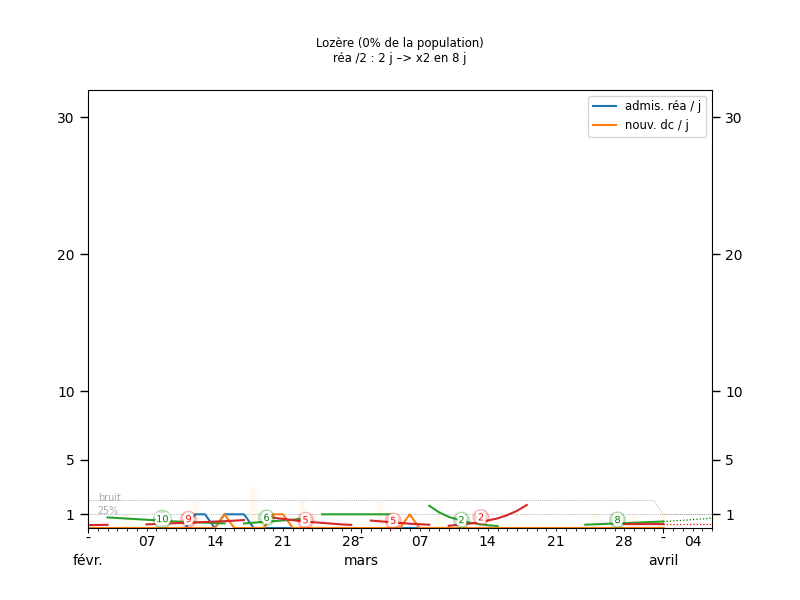 Lozère (0% de la population)
réa /2 : 2 j –> x2 en 8 j
admis. réa / j
nouv. dc / j
30
30
20
20
10
10
5
5
bruit
25%
1
1
10
9
6
5
5
2
2
8
- 07 14 21 28 - 07 14 21 28 - 04
févr. mars avril